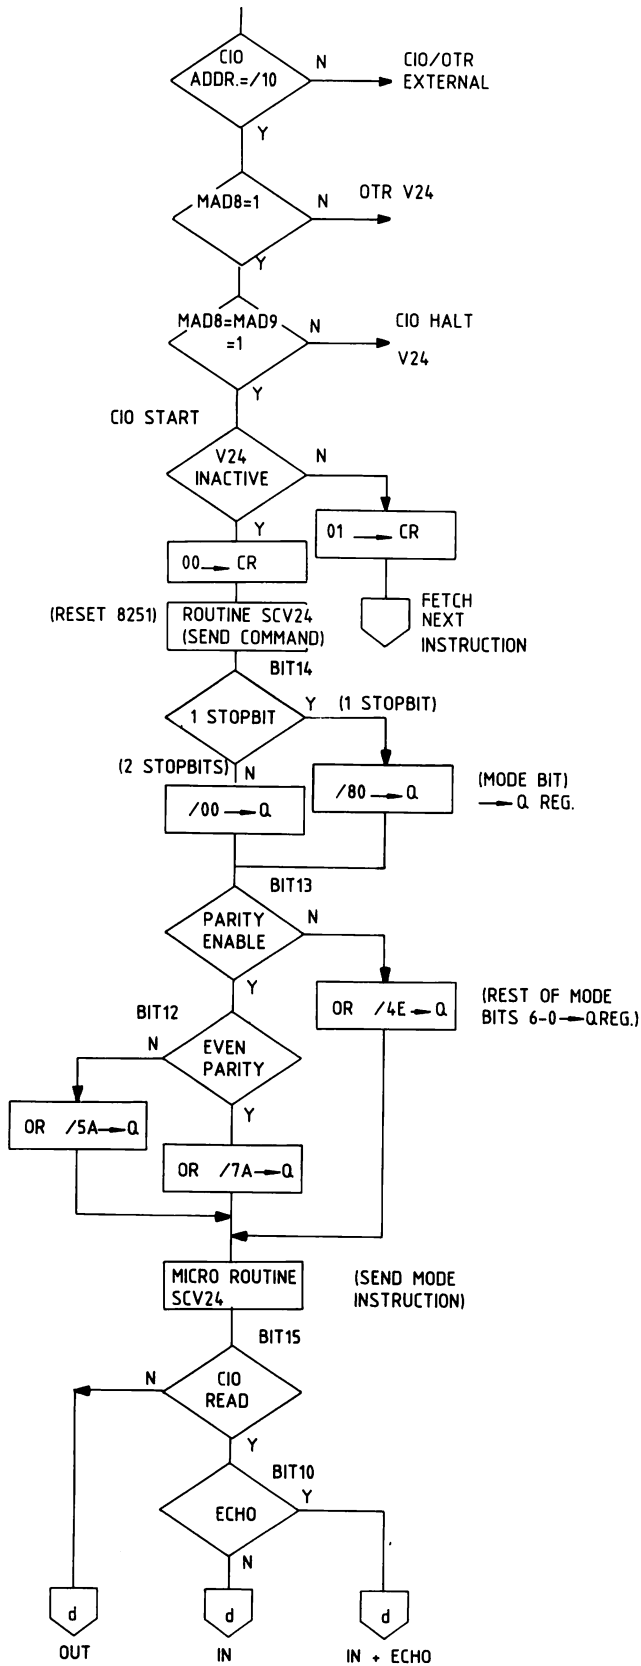 CIO
ADDR.=/10
N
CIO/OTR
EXTERNAL
Y
MAD8=1
N
OTR V24
Y
MAD8=MAD9
=1
N
CIO HALT
V24
Y
CIO START
V24
INACTIVE
N
Y
00 → CR
01 → CR
(RESET 8251)
ROUTINE SCV24
(SEND COMMAND)
FETCH
NEXT
INSTRUCTION
BIT14
1 STOPBIT
Y (1 STOPBIT)
(2 STOPBITS)
N
/00 → Q
/80 → Q
(MODE BIT)
→ Q REG.
BIT13
PARITY
ENABLE
N
Y
OR /4E → Q
(REST OF MODE
BITS 6-0→QREG.)
BIT12
N
EVEN
PARITY
Y
OR /5A→Q
OR /7A→Q
MICRO ROUTINE
SCV24
(SEND MODE
INSTRUCTION)
BIT15
N
CIO
READ
Y
BIT10
Y
ECHO
N
d
d
d
OUT
IN
IN + ECHO